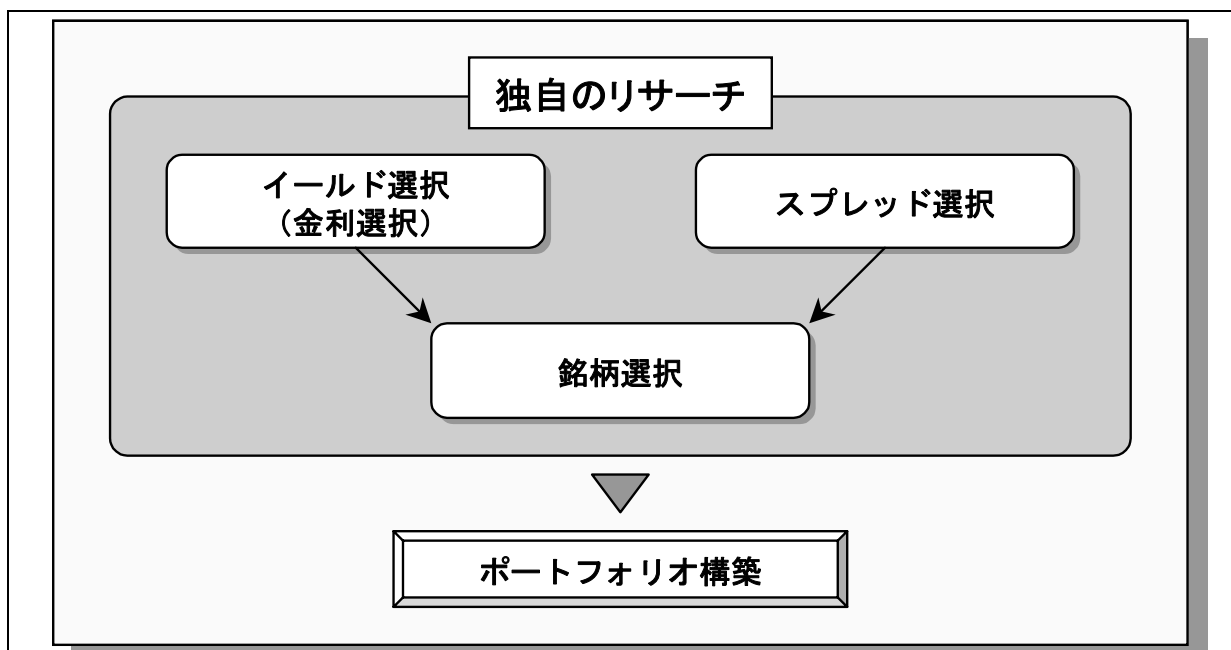 独自のリサーチ
イールド選択
（金利選択）
スプレッド選択
銘柄選択
ポートフォリオ構築